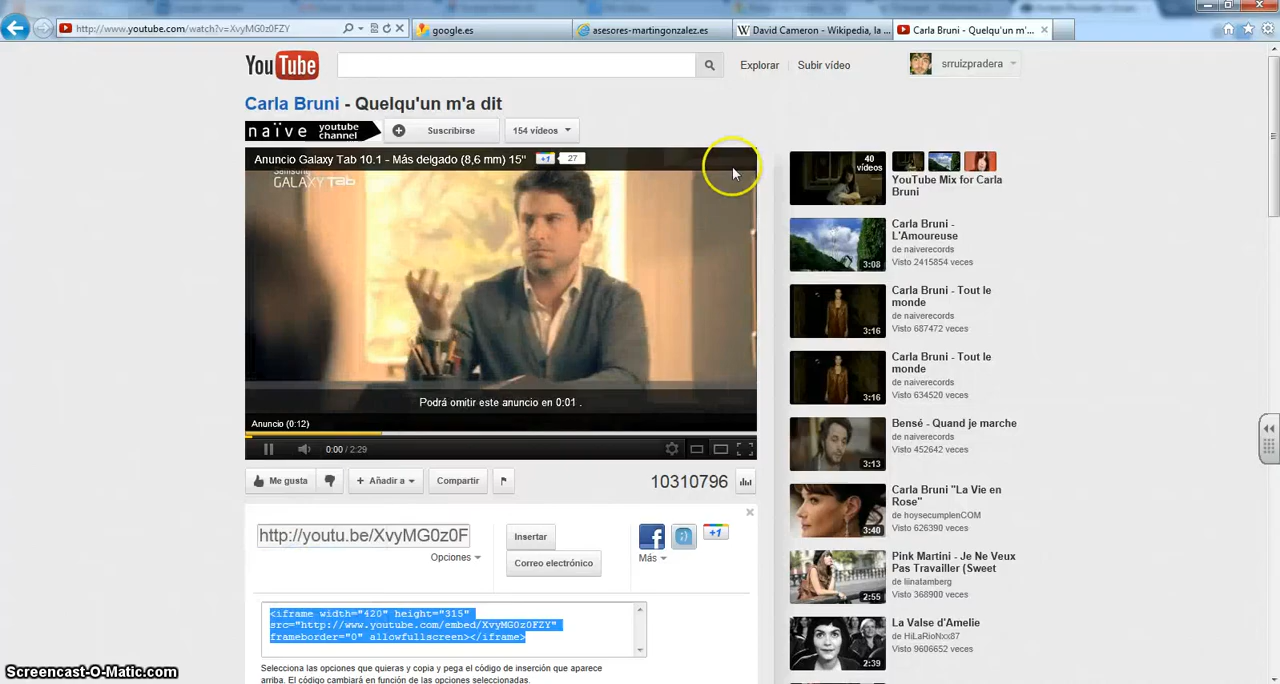 http://www.youtube.com/watch?v=XvyMG0z0FZY
google.es
asesores-martingonzalez.es
David Cameron - Wikipedia, la ...
Carla Bruni - Quelqu'un m'...
YouTube
Explorar
Subir vídeo
srruizpradera
Carla Bruni - Quelqu'un m'a dit
naïve youtube channel
Suscribirse
154 vídeos
Anuncio Galaxy Tab 10.1 - Más delgado (8,6 mm) 15"
+1
27
Samsung
GALAXY Tab
Podrá omitir este anuncio en 0:01 .
Anuncio (0:12)
0:00 / 2:29
Me gusta
+ Añadir a
Compartir
10310796
http://youtu.be/XvyMG0z0F
Opciones
Insertar
Correo electrónico
+1
Más
<iframe width="420" height="315"
src="http://www.youtube.com/embed/XvyMG0z0FZY"
frameborder="0" allowfullscreen></iframe>
Selecciona las opciones que quieras y copia y pega el código de inserción que aparece
arriba. El código cambiará en función de las opciones seleccionadas.
40
vídeos
YouTube Mix for Carla
Bruni
Carla Bruni -
L'Amoureuse
de naiverecords
Visto 2415854 veces
3:08
Carla Bruni - Tout le
monde
de naiverecords
Visto 687472 veces
3:16
Carla Bruni - Tout le
monde
de naiverecords
Visto 634520 veces
3:16
Bensé - Quand je marche
de naiverecords
Visto 452642 veces
3:13
Carla Bruni "La Vie en
Rose"
de hoysecumplenCOM
Visto 626390 veces
3:40
Pink Martini - Je Ne Veux
Pas Travailler (Sweet
de liinatamberg
Visto 368900 veces
2:55
La Valse d'Amelie
de HiLaRioNxx87
Visto 9606652 veces
2:39
Screencast-O-Matic.com